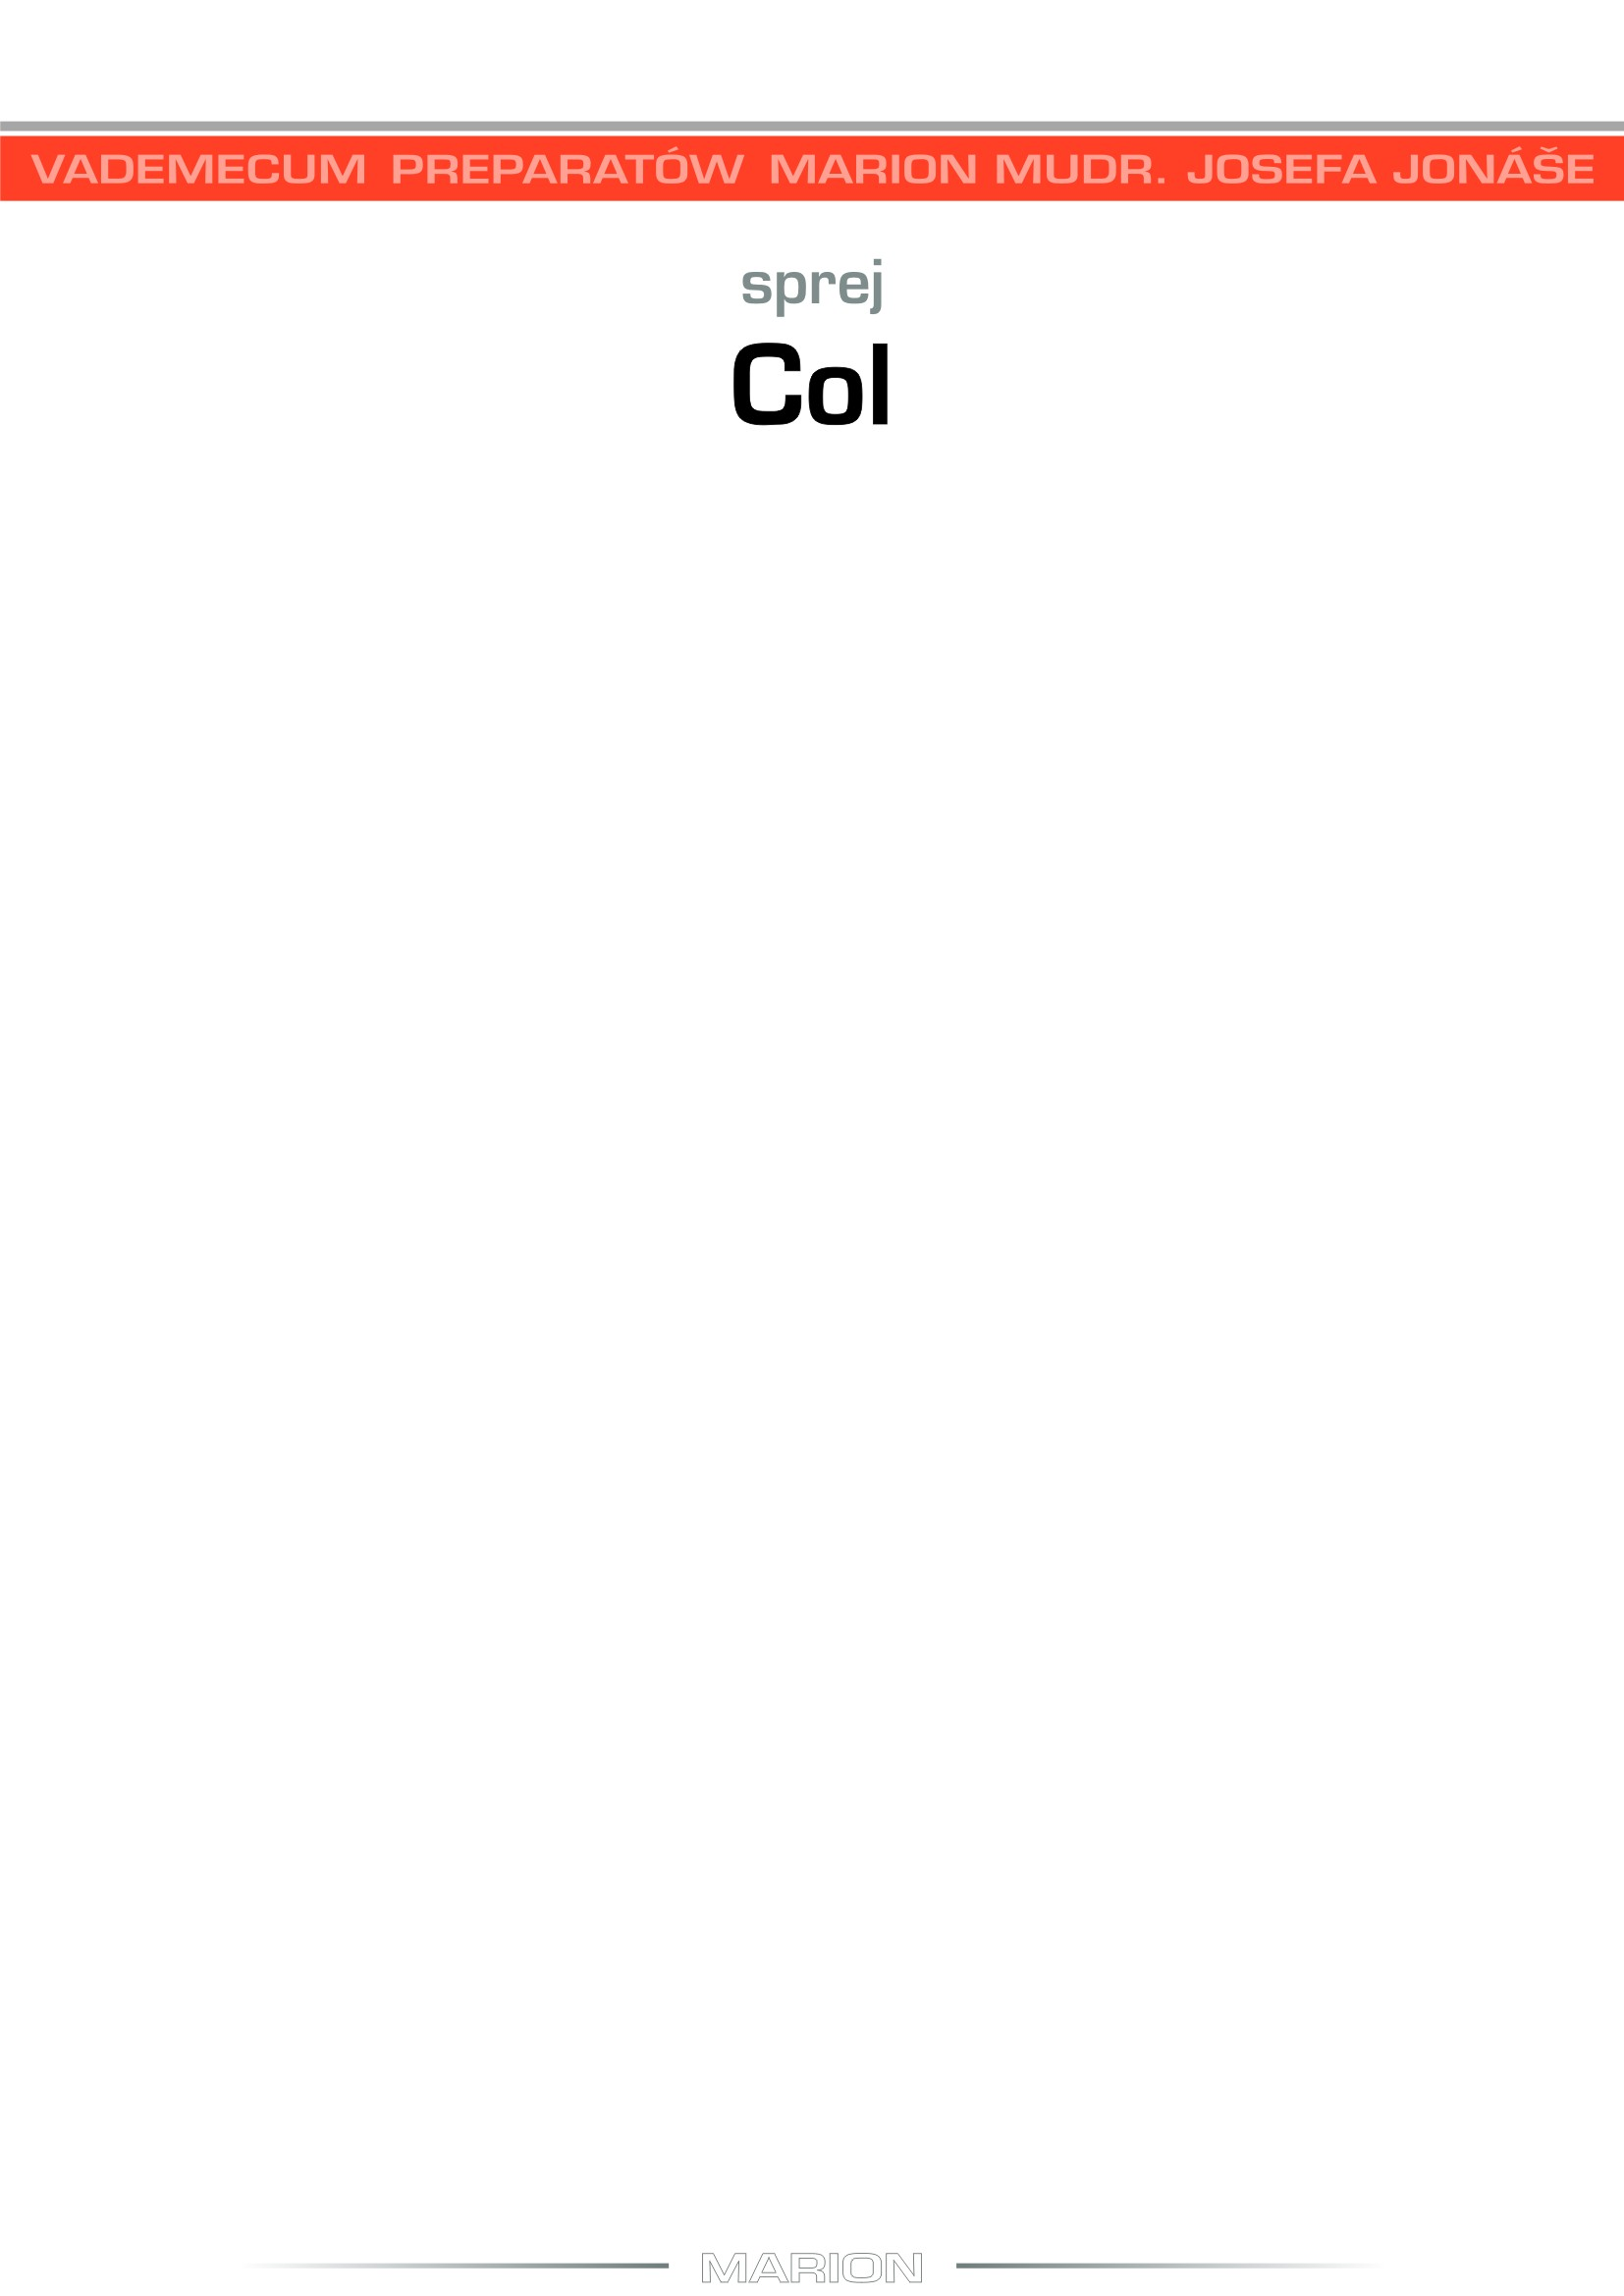 VADEMECUM PREPARATÓW MARION MUDR. JOSEFA JONÁŠE
sprej
Col
MARION